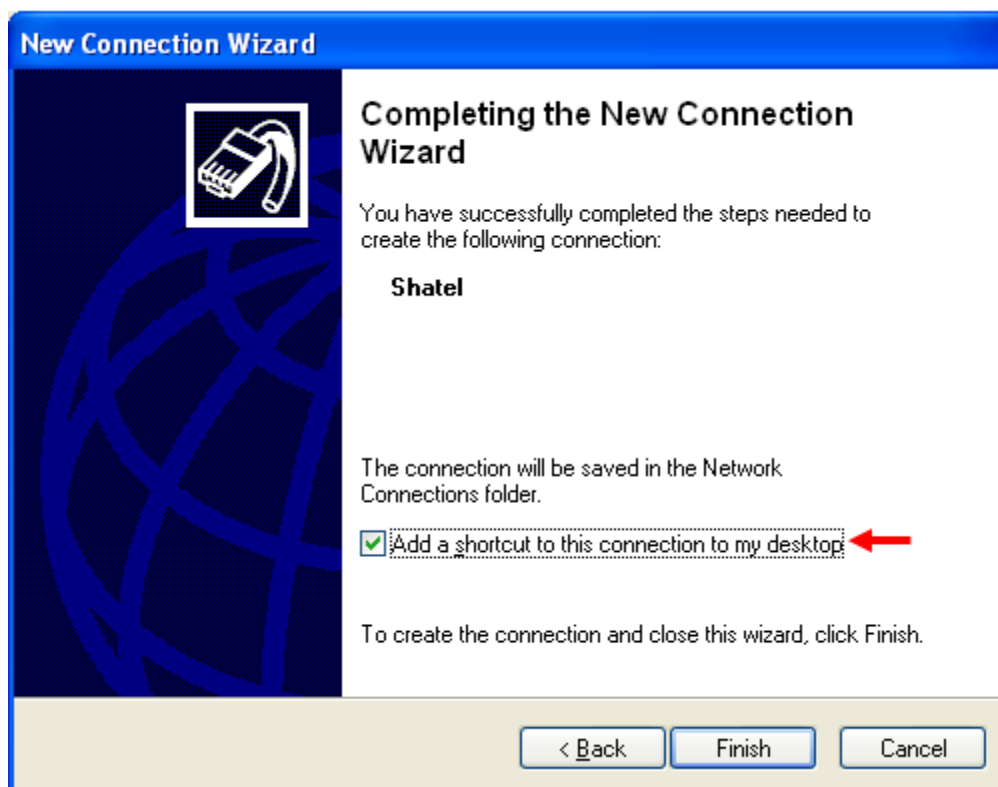 New Connection Wizard
Completing the New Connection
Wizard
You have successfully completed the steps needed to
create the following connection:
Shatel
The connection will be saved in the Network
Connections folder.
Add a shortcut to this connection to my desktop
To create the connection and close this wizard, click Finish.
< Back Finish Cancel